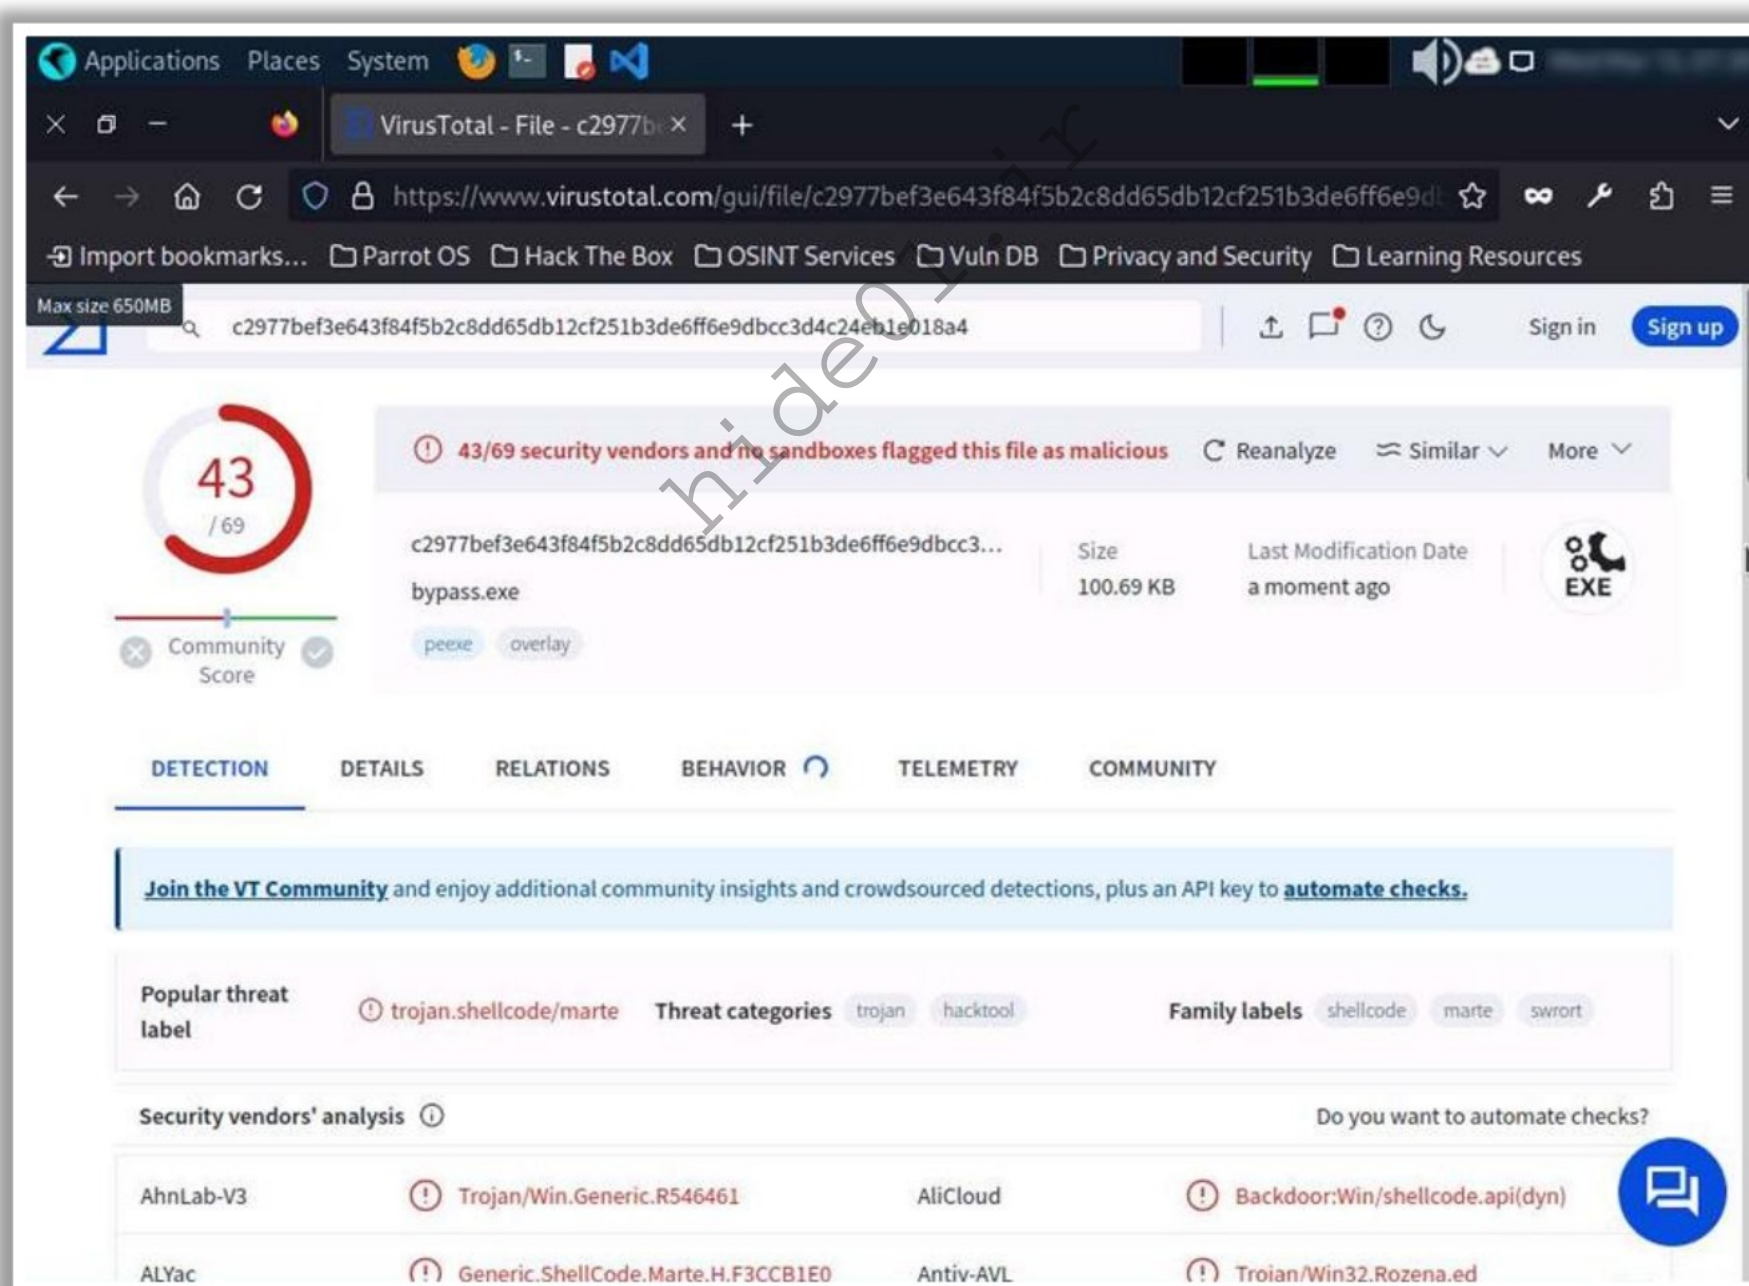 Applications Places System
VirusTotal - File - c2977b
https://www.virustotal.com/gui/file/c2977bef3e643f84f5b2c8dd65db12cf251b3de6ff6e9db
Import bookmarks... Parrot OS Hack The Box OSINT Services Vuln DB Privacy and Security Learning Resources
Max size 650MB
c2977bef3e643f84f5b2c8dd65db12cf251b3de6ff6e9dbcc3d4c24eb1e018a4
Sign in Sign up
43
/ 69
43/69 security vendors and no sandboxes flagged this file as malicious Reanalyze Similar More
c2977bef3e643f84f5b2c8dd65db12cf251b3de6ff6e9dbcc3...
bypass.exe
peexe overlay
Size
100.69 KB
Last Modification Date
a moment ago
EXE
Community
Score
DETECTION DETAILS RELATIONS BEHAVIOR TELEMETRY COMMUNITY
Join the VT Community and enjoy additional community insights and crowdsourced detections, plus an API key to automate checks.
Popular threat
label
trojan.shellcode/marte Threat categories trojan hacktool Family labels shellcode marte swrort
Security vendors' analysis Do you want to automate checks?
AhnLab-V3 Trojan/Win.Generic.R546461 AliCloud Backdoor:Win/shellcode.api(dyn)
ALYac Generic.ShellCode.Marte.H.F3CCB1E0 Antiy-AVL Trojan/Win32.Rozena.ed
hide01.ir